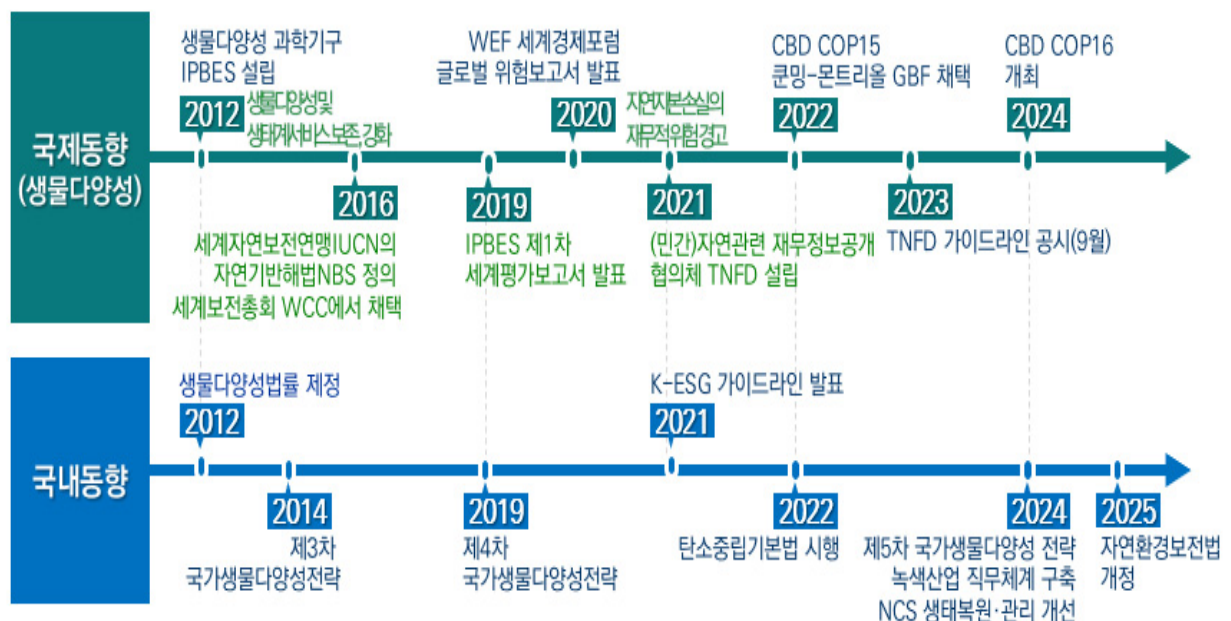 국제동향
(생물다양성)
생물다양성 과학기구
IPBES 설립
2012
생물다양성 및
생태계서비스 보존, 강화
2016
세계자연보전연맹IUCN의
자연기반해법NBS 정의
세계보전총회 WCC에서 채택
2019
IPBES 제1차
세계평가보고서 발표
WEF 세계경제포럼
글로벌 위험보고서 발표
2020
자연자본손실의
재무적 위험 경고
2021
(민간)자연관련 재무정보공개
협의체 TNFD 설립
CBD COP15
쿤밍-몬트리올 GBF 채택
2022
2023
TNFD 가이드라인 공시(9월)
CBD COP16
개최
2024
국내동향
생물다양성법률 제정
2012
2014
제3차
국가생물다양성전략
2019
제4차
국가생물다양성전략
K-ESG 가이드라인 발표
2021
2022
탄소중립기본법 시행
2024
제5차 국가생물다양성 전략
녹색산업 직무체계 구축
NCS 생태복원·관리 개선
2025
자연환경보전법
개정